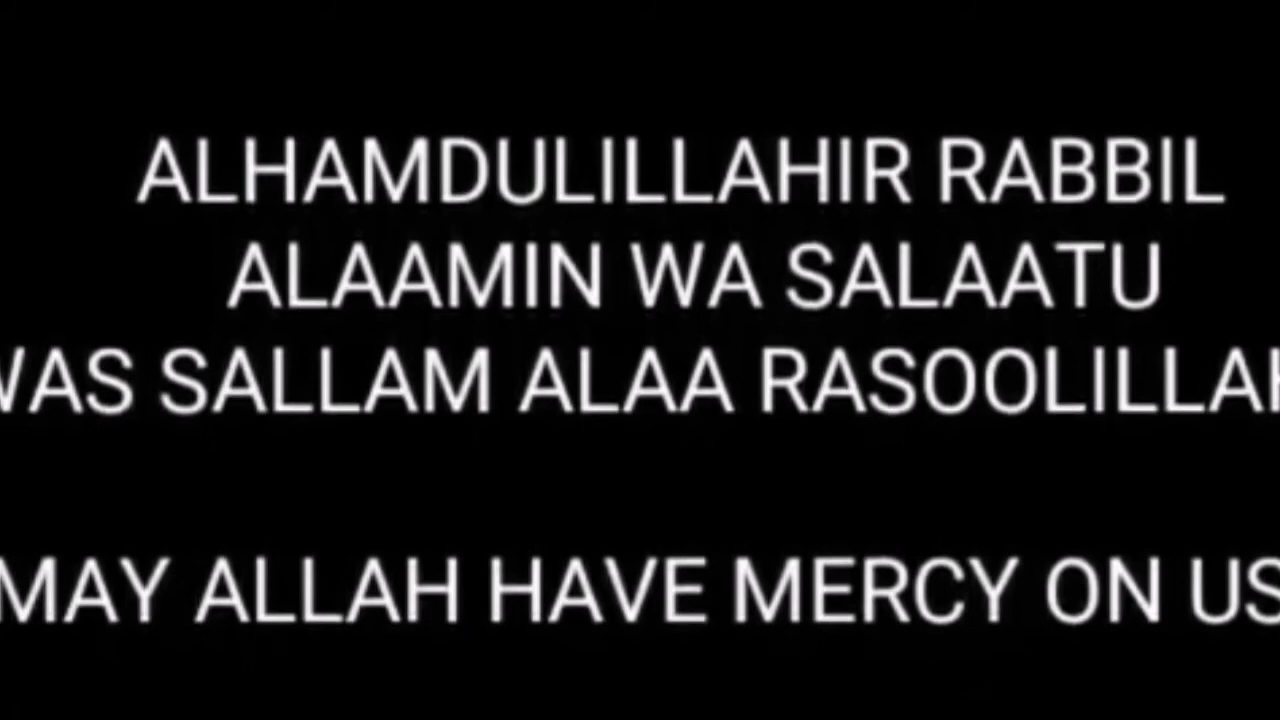 ALHAMDULILLAHIR RABBIL
ALAAMIN WA SALAATU
WAS SALLAM ALAA RASOOLILLAH
MAY ALLAH HAVE MERCY ON US